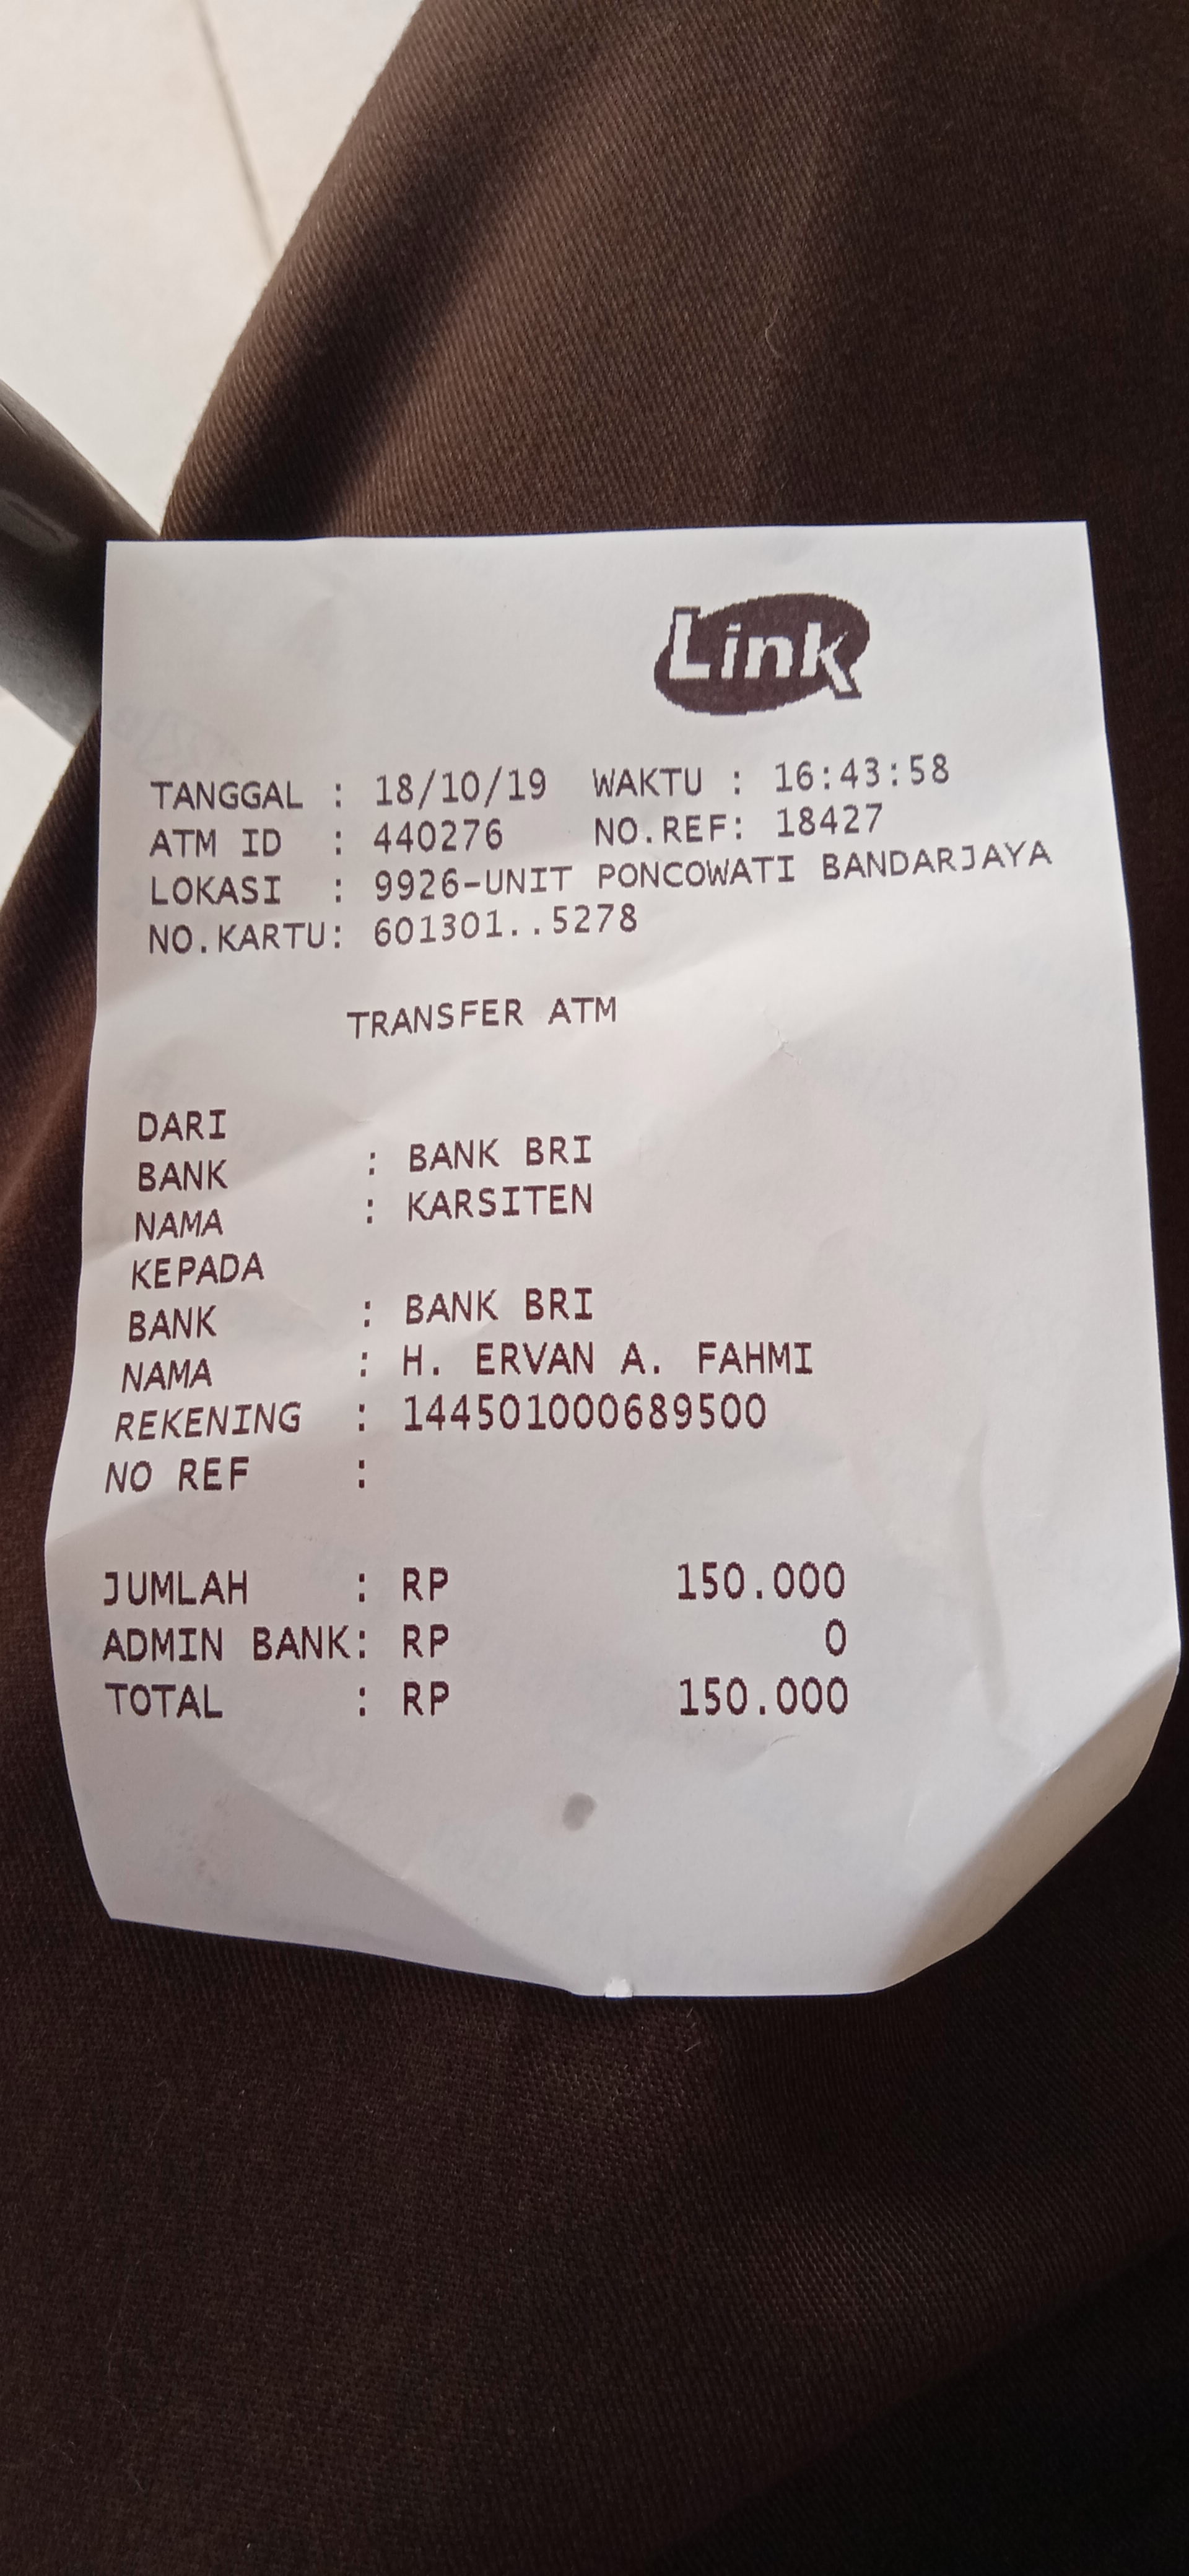 Link
TANGGAL : 18/10/19 WAKTU : 16:43:58
ATM ID : 440276 NO.REF: 18427
LOKASI : 9926-UNIT PONCOWATI BANDARJAYA
NO.KARTU: 601301..5278
TRANSFER ATM
DARI
BANK : BANK BRI
NAMA : KARSITEN
KEPADA
BANK : BANK BRI
NAMA : H. ERVAN A. FAHMI
REKENING : 144501000689500
NO REF :
JUMLAH : RP 150.000
ADMIN BANK: RP 0
TOTAL : RP 150.000